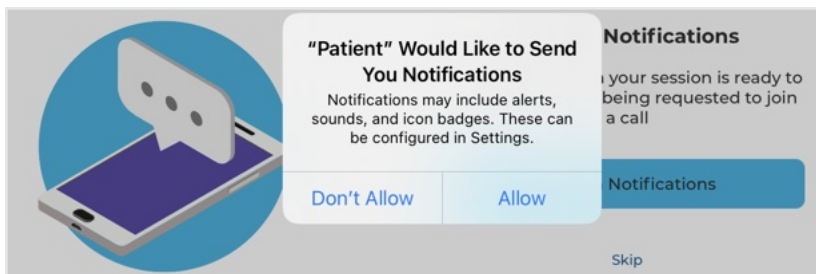 “Patient” Would Like to Send
You Notifications
Notifications may include alerts,
sounds, and icon badges. These can
be configured in Settings.
Don’t Allow
Allow
Notifications
your session is ready to
being requested to join
a call
Notifications
Skip